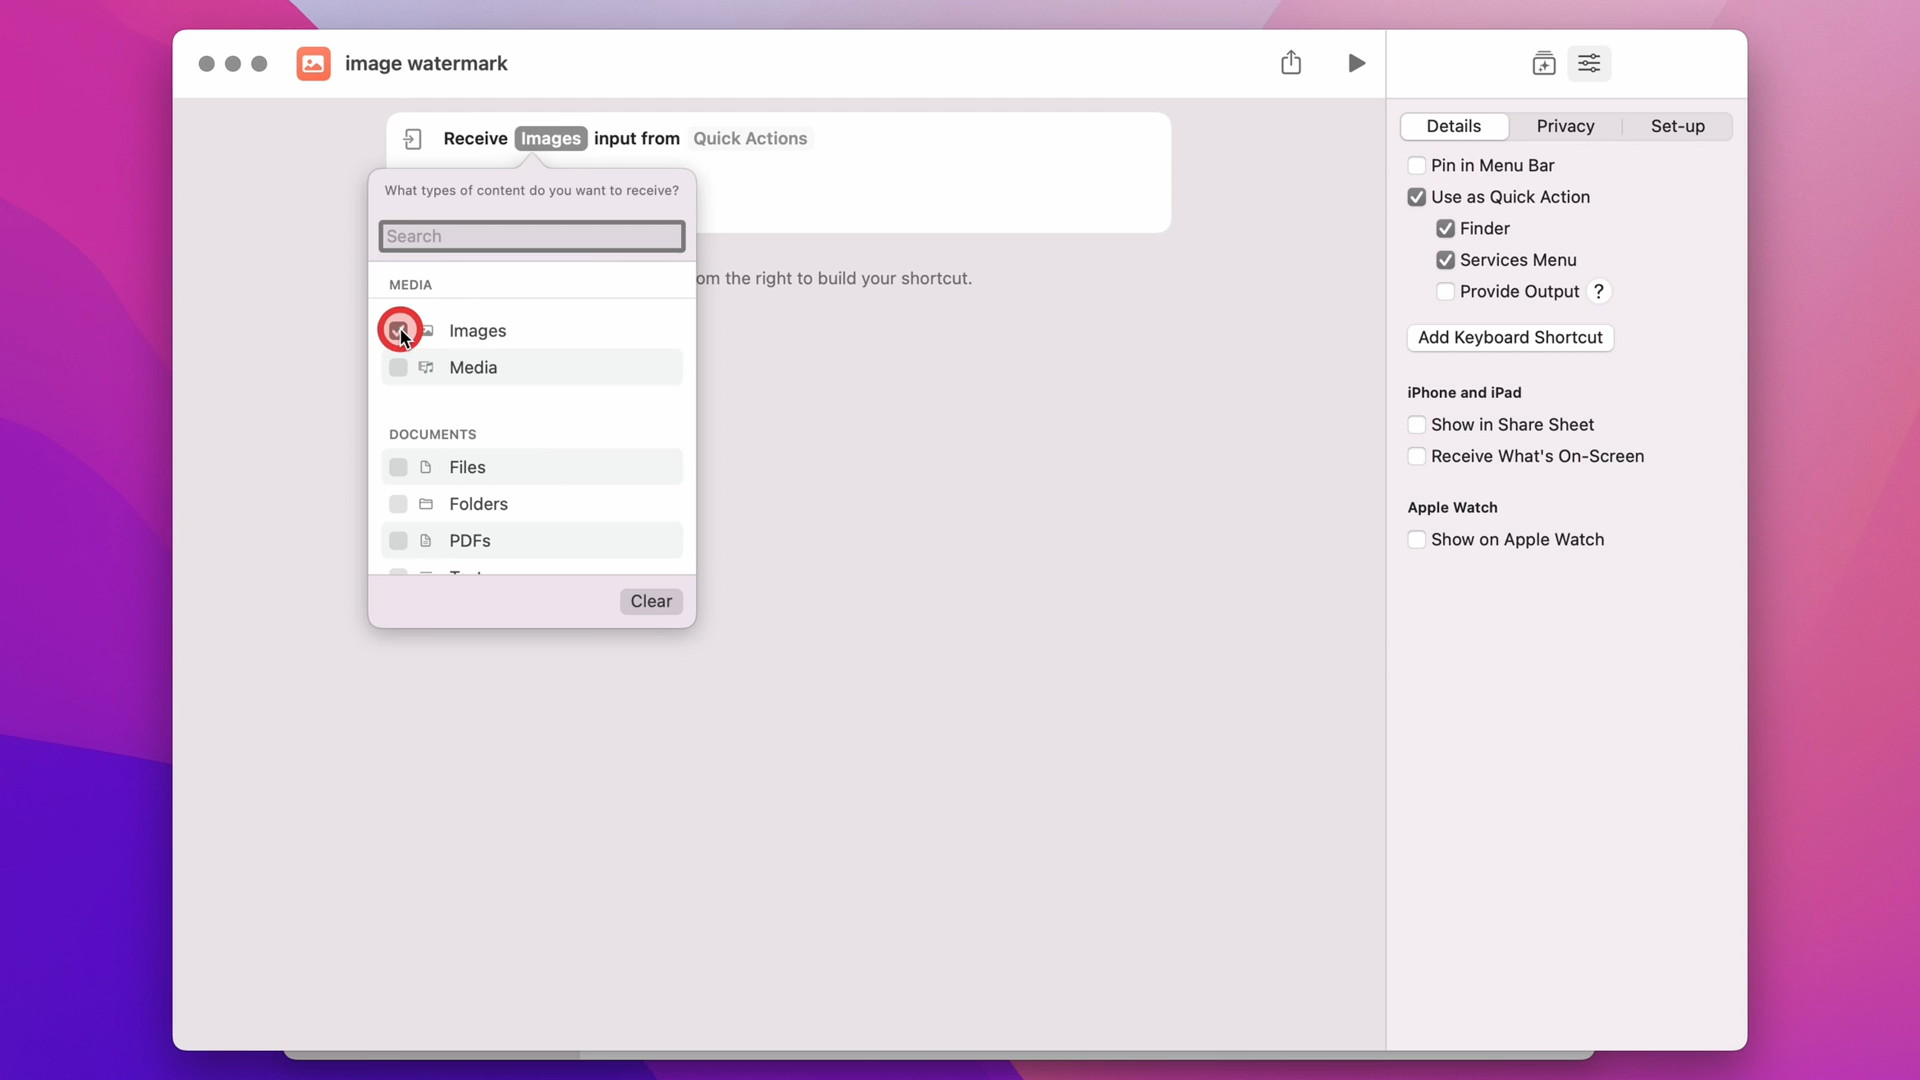 image watermark
Receive Images input from Quick Actions
What types of content do you want to receive?
Search
om the right to build your shortcut.
MEDIA
Images
Media
DOCUMENTS
Files
Folders
PDFs
Clear
Details Privacy Set-up
Pin in Menu Bar
Use as Quick Action
Finder
Services Menu
Provide Output ?
Add Keyboard Shortcut
iPhone and iPad
Show in Share Sheet
Receive What's On-Screen
Apple Watch
Show on Apple Watch